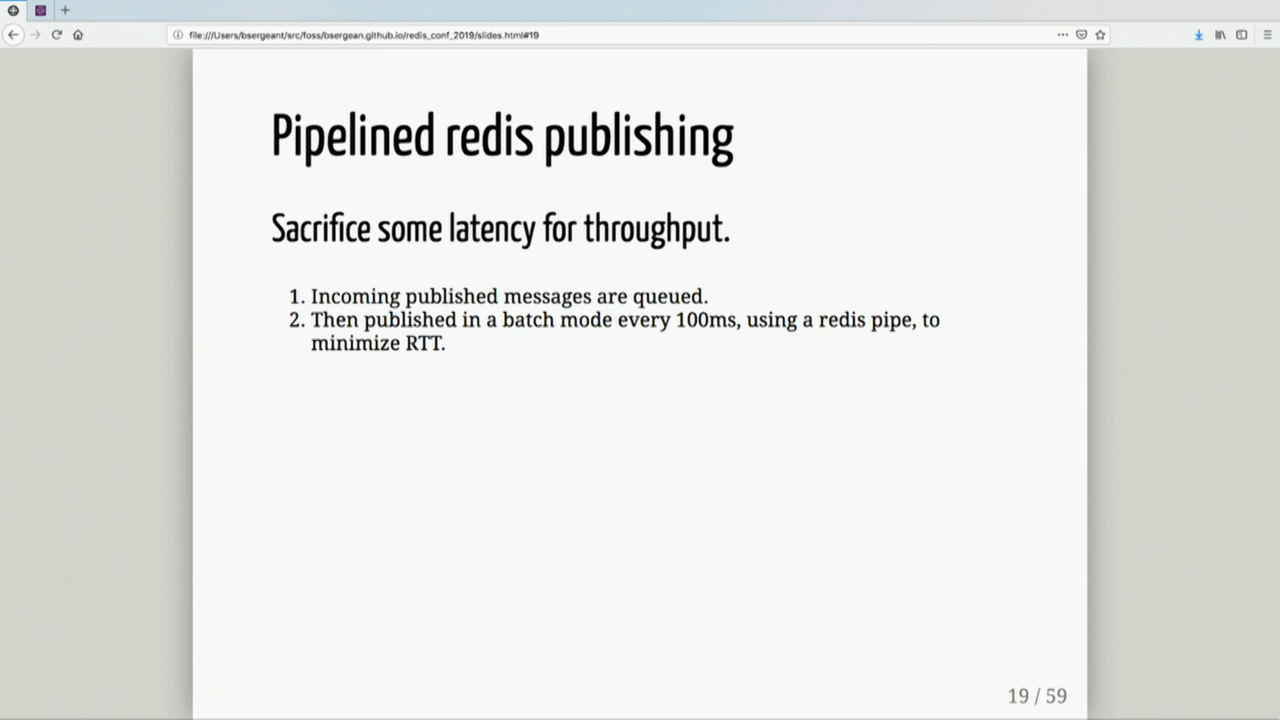 file:///Users/bsergeant/src/foss/bsergean.github.io/redis_conf_2019/slides.html#19
Pipelined redis publishing
Sacrifice some latency for throughput.
1. Incoming published messages are queued.
2. Then published in a batch mode every 100ms, using a redis pipe, to
minimize RTT.
19 / 59